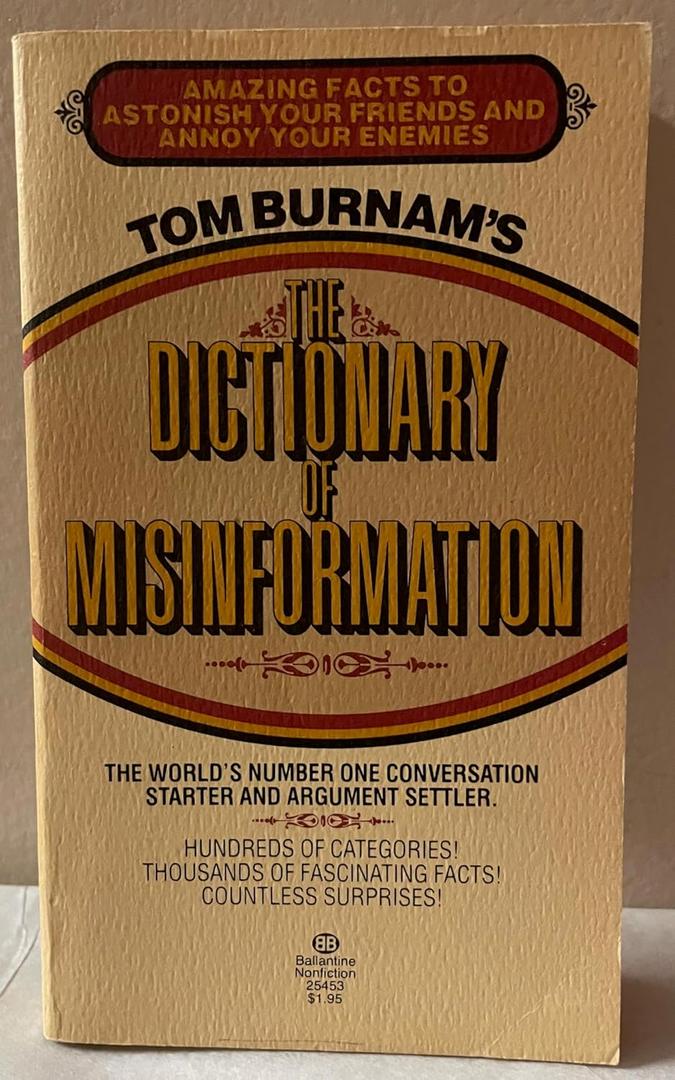 AMAZING FACTS TO
ASTONISH YOUR FRIENDS AND
ANNOY YOUR ENEMIES
TOM BURNAM'S
THE
DICTIONARY
OF
MISINFORMATION
THE WORLD'S NUMBER ONE CONVERSATION
STARTER AND ARGUMENT SETTLER.
HUNDREDS OF CATEGORIES!
THOUSANDS OF FASCINATING FACTS!
COUNTLESS SURPRISES!
BB
Ballantine
Nonfiction
25453
$1.95